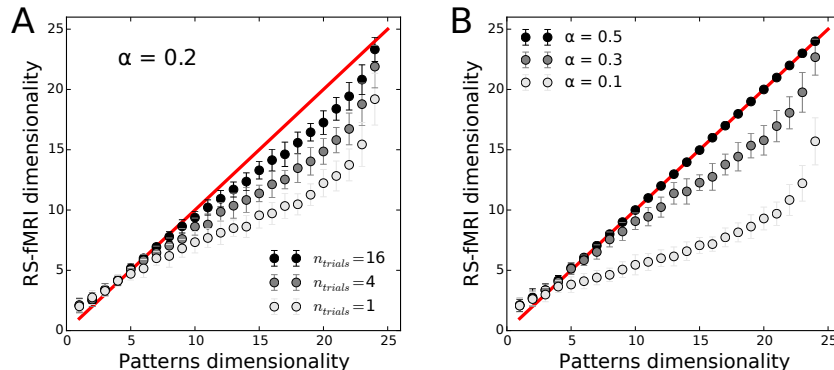 A
α = 0.2
RS-fMRI dimensionality
25
20
15
10
5
0
n_trials=16
n_trials=4
n_trials=1
0 5 10 15 20 25
Patterns dimensionality
B
α = 0.5
α = 0.3
α = 0.1
RS-fMRI dimensionality
25
20
15
10
5
0
0 5 10 15 20 25
Patterns dimensionality